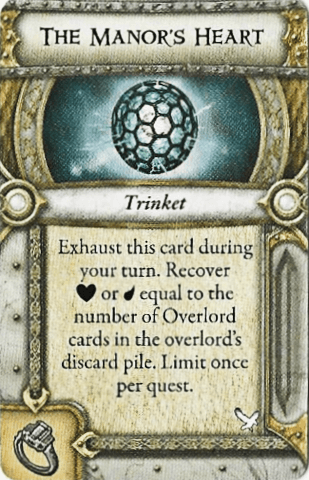 The Manor's Heart
Trinket
Exhaust this card during
your turn. Recover
or equal to the
number of Overlord
cards in the overlord's
discard pile. Limit once
per quest.